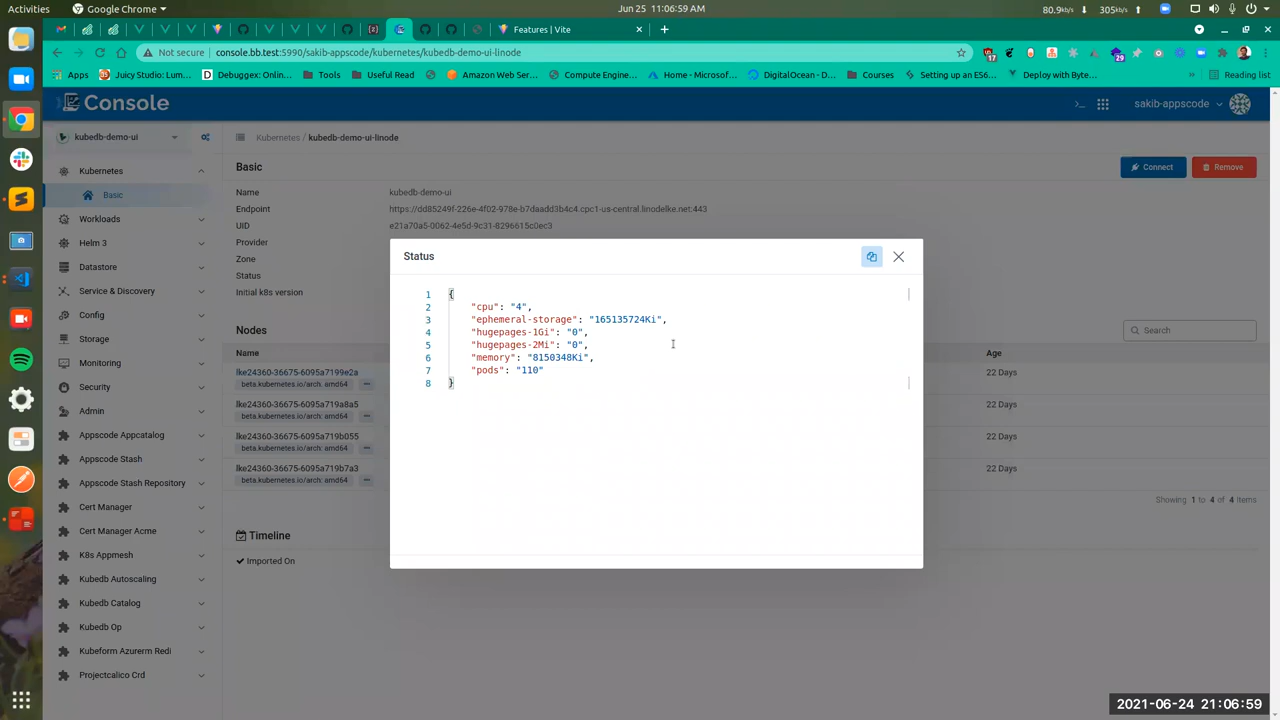 Activities
Google Chrome
Jun 25 11:06:59 AM
80.9kb/s
305kb/s
Features | Vite
Not secure
console.bb.test:5990/sakib-appscode/kubernetes/kubedb-demo-ui-linode
17
29
Apps
Juicy Studio: Lum...
Debuggex: Onlin...
Tools
Useful Read
Amazon Web Ser...
Compute Engine...
Home - Microsof...
DigitalOcean – D...
Courses
Setting up an ES6...
Deploy with Byte...
»
Reading list
Console
sakib-appscode
kubedb-demo-ui
Kubernetes / kubedb-demo-ui-linode
Kubernetes
Basic
Workloads
Helm 3
Datastore
Service & Discovery
Config
Storage
Monitoring
Security
Admin
Appscode Appcatalog
Appscode Stash
Appscode Stash Repository
Cert Manager
Cert Manager Acme
K8s Appmesh
Kubedb Autoscaling
Kubedb Catalog
Kubedb Op
Kubeform Azurerm Redi
Projectcalico Crd
Basic
Connect
Remove
Name
kubedb-demo-ui
Endpoint
https://dd85249f-226e-4f02-978e-b7daadd3b4c4.cpc1-us-central.linodelke.net:443
UID
e21a70a5-0062-4e5d-9c31-8296615c0ec3
Provider
Zone
Status
Initial k8s version
Nodes
Search
Name
Age
lke24360-36675-6095a7199e2a
beta.kubernetes.io/arch: amd64
22 Days
lke24360-36675-6095a719a8a5
beta.kubernetes.io/arch: amd64
22 Days
lke24360-36675-6095a719b055
beta.kubernetes.io/arch: amd64
22 Days
lke24360-36675-6095a719b7a3
beta.kubernetes.io/arch: amd64
22 Days
Showing 1 to 4 of 4 items
Timeline
Imported On
Status
1 {
2 "cpu": "4",
3 "ephemeral-storage": "165135724Ki",
4 "hugepages-1Gi": "0",
5 "hugepages-2Mi": "0",
6 "memory": "8150348Ki",
7 "pods": "110"
8 }
2021-06-24 21:06:59